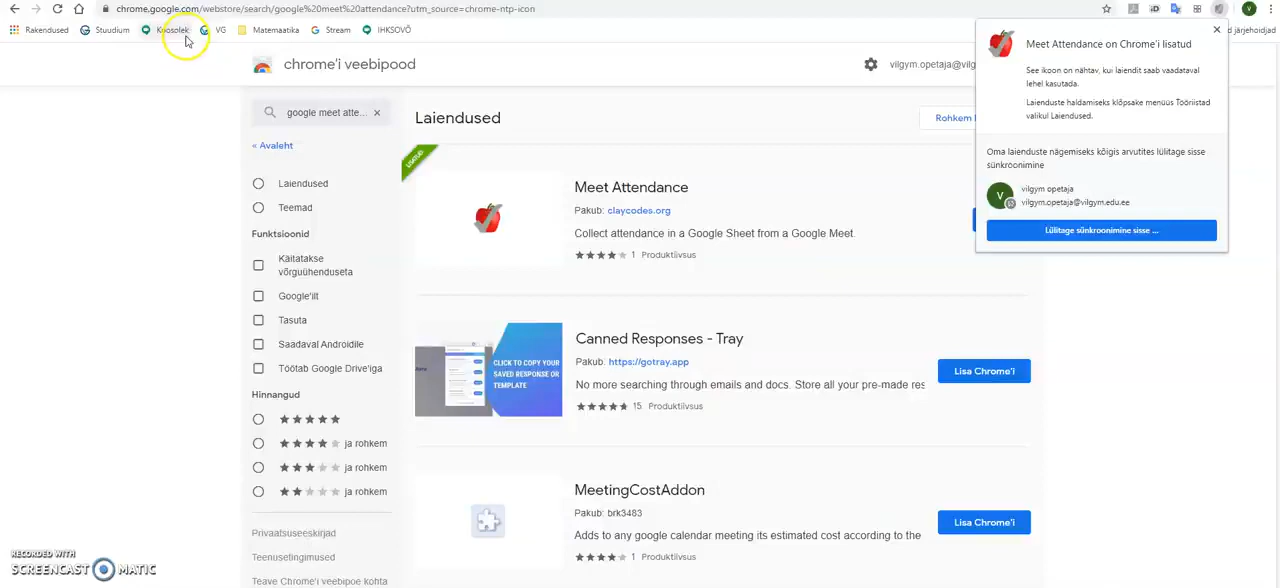 chrome.google.com/webstore/search/google%20meet%20attendance?utm_source=chrome-ntp-icon
Rakendused Stuudium Koosolek VG Matemaatika Stream IHKSOVÕ d järjehoidjad
chrome'i veebipood
vilgym.opetaja@vilg
Meet Attendance on Chrome'i lisatud
See ikoon on nähtav, kui laiendit saab vaadataval
lehel kasutada.
Laienduste haldamiseks klõpsake menüüs Tööriistad
valikul Laiendused.
Oma laienduste nägemiseks kõigis arvutites lülitage sisse
sünkroonimine
V
vilgym opetaja
vilgym.opetaja@vilgym.edu.ee
Lülitage sünkroonimine sisse ...
google meet atte...
« Avaleht
Laiendused
Teemad
Funktsioonid
Käitatakse
võrguühenduseta
Google'ilt
Tasuta
Saadaval Androidile
Töötab Google Drive'iga
Hinnangud
ja rohkem
ja rohkem
ja rohkem
Privaatsuseeskirjad
Teenusetingimused
Teave Chrome'i veebipoe kohta
Laiendused
Rohkem
LISATUD
Meet Attendance
Pakub: claycodes.org
Collect attendance in a Google Sheet from a Google Meet.
1 Produktiivsus
CLICK TO COPY YOUR
SAVED RESPONSE OR
TEMPLATE
Canned Responses - Tray
Pakub: https://gotray.app
No more searching through emails and docs. Store all your pre-made res
15 Produktiivsus
Lisa Chrome'i
MeetingCostAddon
Pakub: brk3483
Adds to any google calendar meeting its estimated cost according to the
1 Produktiivsus
Lisa Chrome'i
RECORDED WITH
SCREENCAST MATIC